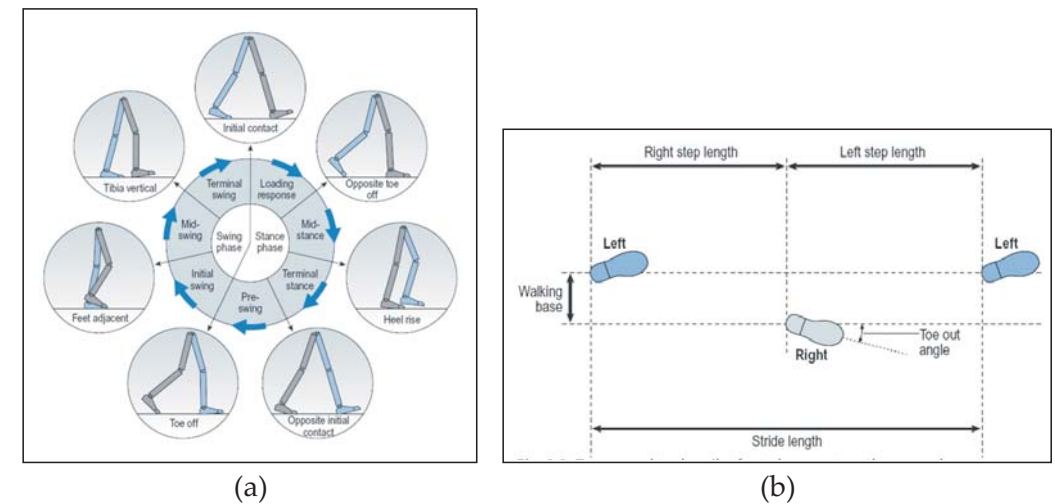 Initial contact
Opposite toe
off
Heel rise
Opposite initial
contact
Toe off
Feet adjacent
Tibia vertical
Loading
response
Mid-
stance
Terminal
stance
Pre-
swing
Initial
swing
Mid-
swing
Terminal
swing
Swing
phase
Stance
phase
(a)
Right step length
Left step length
Left
Left
Walking
base
Right
Toe out
angle
Stride length
(b)